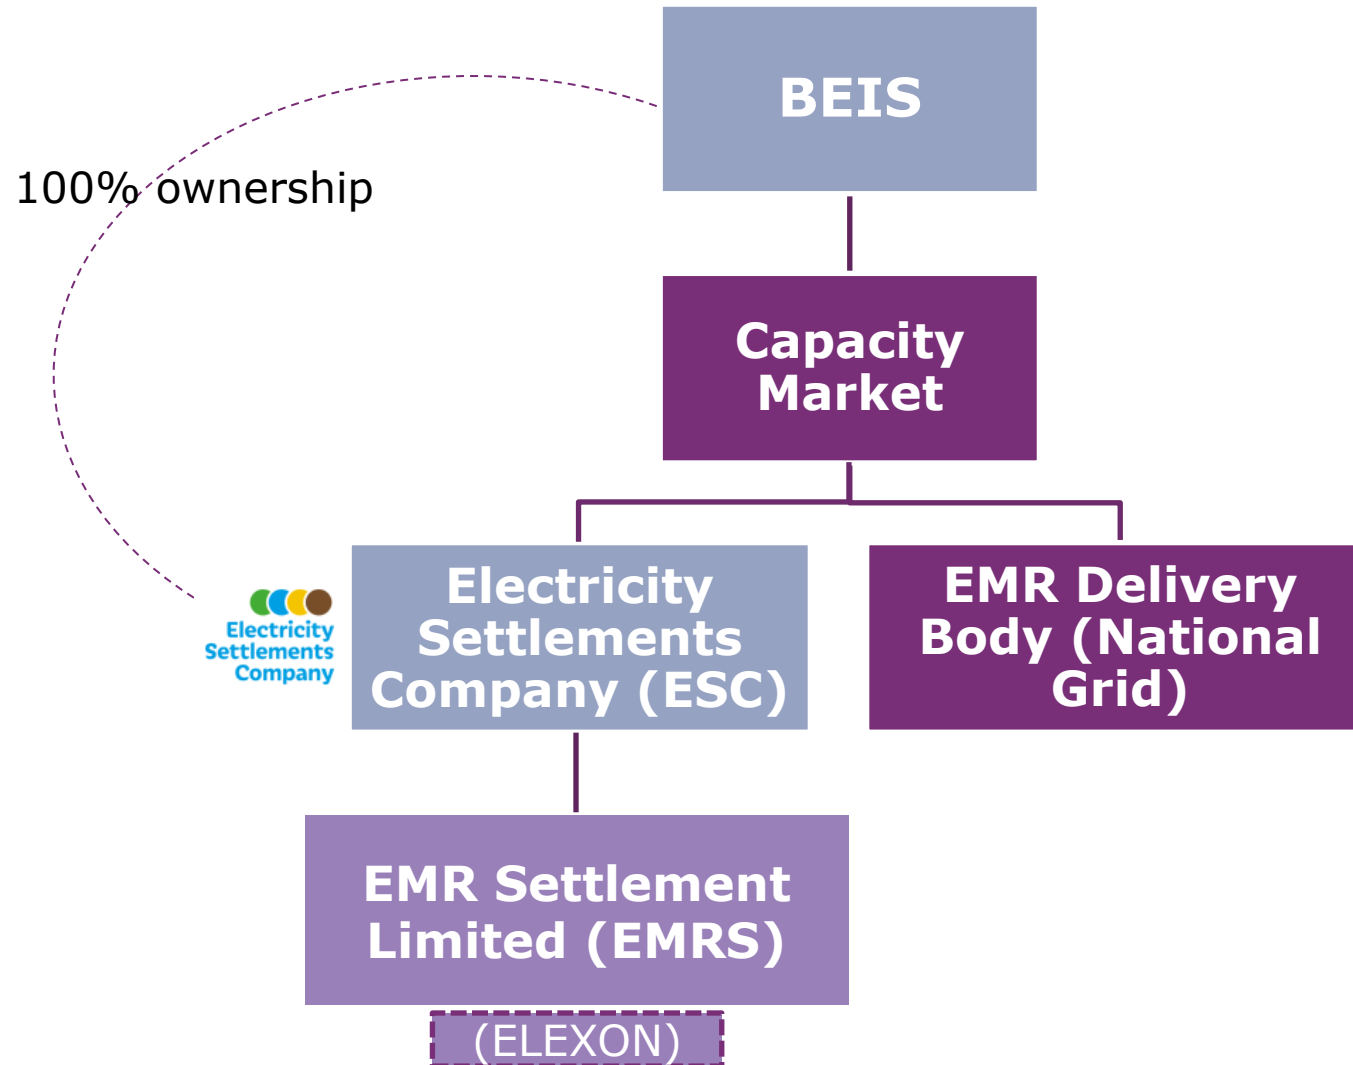 BEIS
100% ownership
Capacity
Market
Electricity
Settlements
Company
Electricity
Settlements
Company (ESC)
EMR Delivery
Body (National
Grid)
EMR Settlement
Limited (EMRS)
(ELEXON)